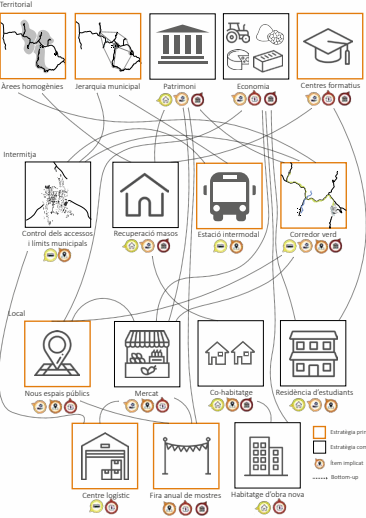 Territorial
Àrees homogènies
Jerarquia municipal
Patrimoni
Economia
Centres formatius
Intermitja
Control dels accessos
i límits municipals
Recuperació masos
Estació intermodal
Corredor verd
Local
Nous espais públics
Mercat
Co-habitatge
Residència d'estudiants
Centre logístic
Fira anual de mostres
Habitatge d'obra nova
Estratègia prin
Estratègia com
Ítem implicat
Bottom-up